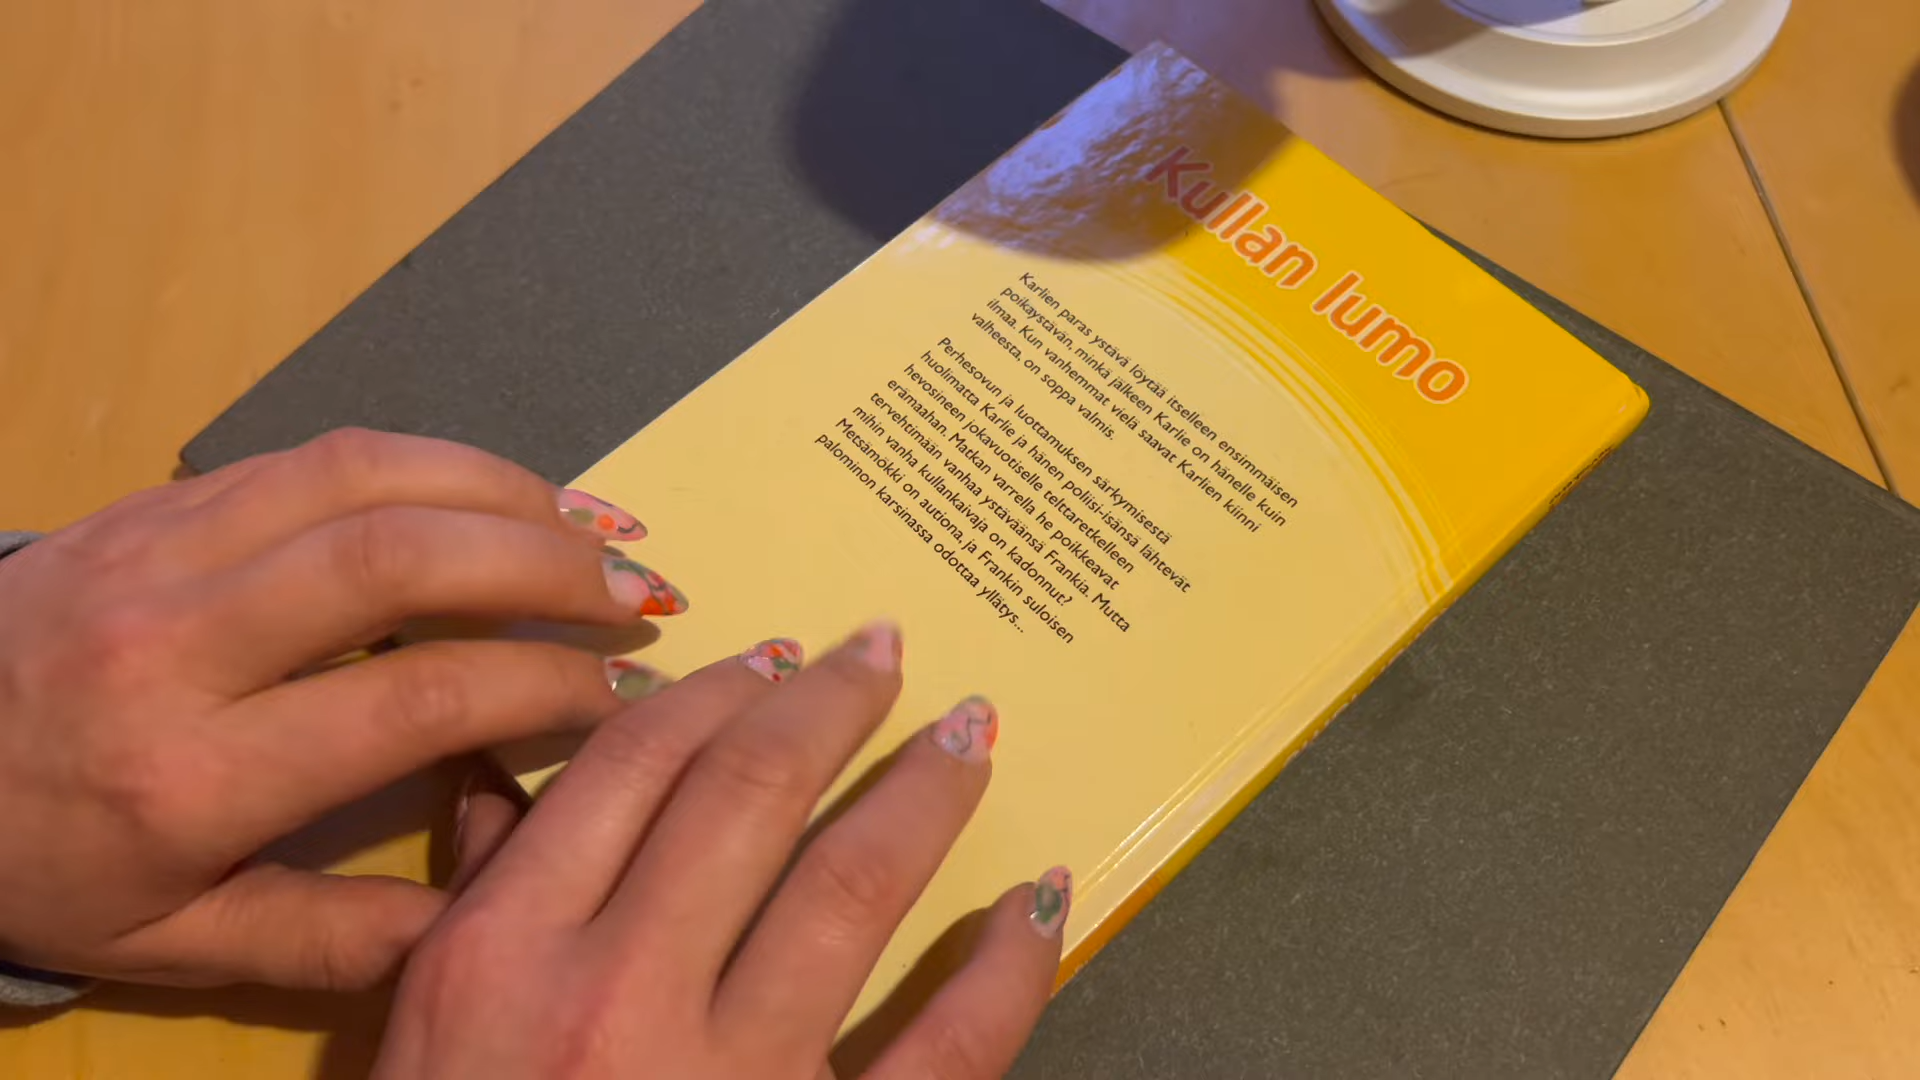 Kullan lumo
Karlien paras ystävä löytää itselleen ensimmäisen
poikaystävän, minkä jälkeen Karlie on hänelle kuin
ilmaa. Kun vanhemmat vielä saavat Karlien kiinni
valheesta, on soppa valmis.
Perhesovun ja luottamuksen särkymisestä
huolimatta Karlie ja hänen poliisi-isänsä lähtevät
hevosineen jokavuotiselle telttaretkelleen
erämaahan. Matkan varrella he poikkeavat
tervehtimään vanhaa ystäväänsä Frankia. Mutta
mihin vanha kullankaivaja on kadonnut?
Metsämökki on autiona, ja Frankin suloisen
palominon karsinassa odottaa yllätys...